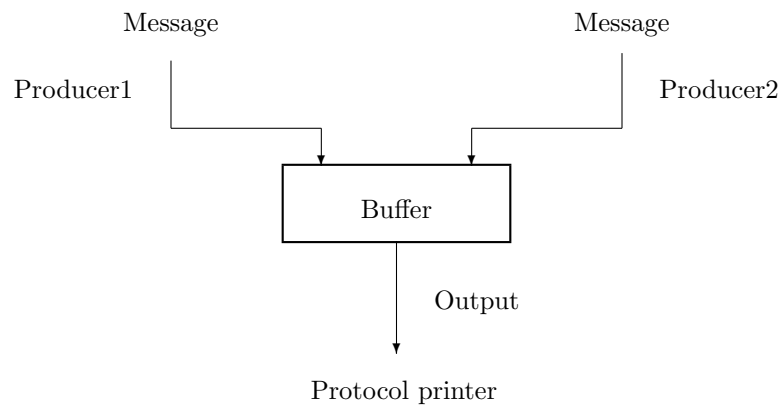 Message
Message
Producer1
Producer2
Buffer
Output
Protocol printer